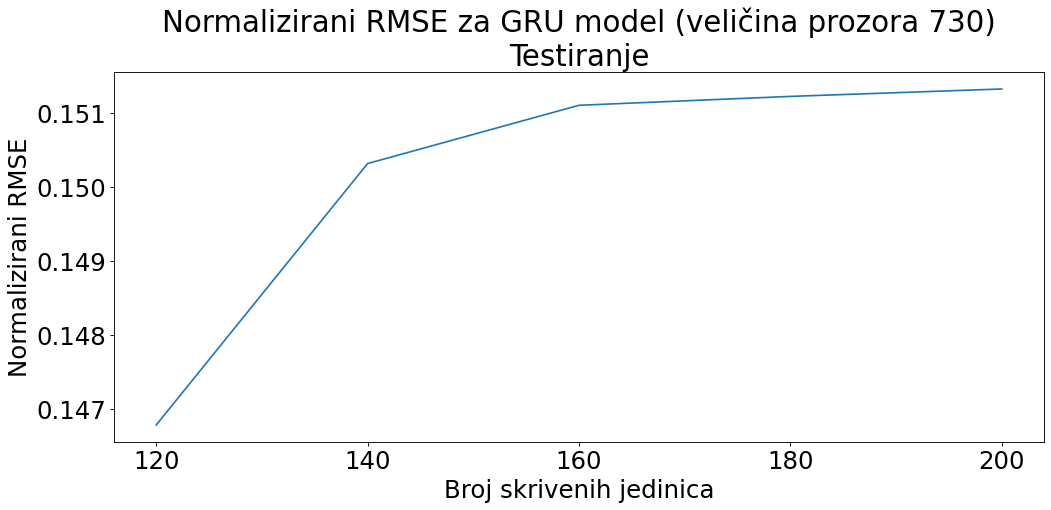 Normalizirani RMSE za GRU model (veličina prozora 730)
Testiranje
Normalizirani RMSE
0.151
0.150
0.149
0.148
0.147
120 140 160 180 200
Broj skrivenih jedinica